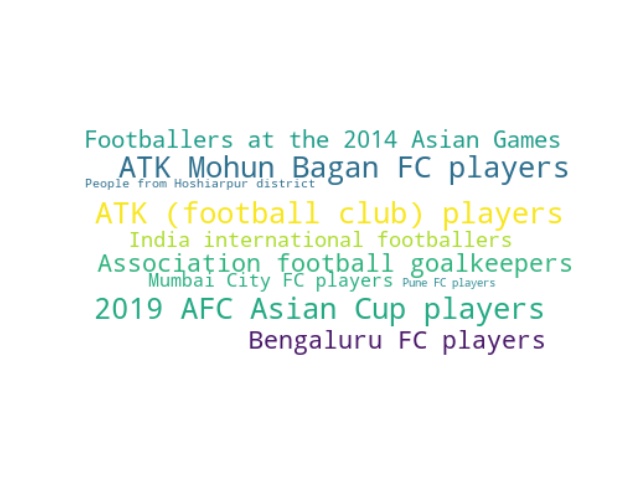 Footballers at the 2014 Asian Games
ATK Mohun Bagan FC players
People from Hoshiarpur district
ATK (football club) players
India international footballers
Association football goalkeepers
Mumbai City FC players Pune FC players
2019 AFC Asian Cup players
Bengaluru FC players